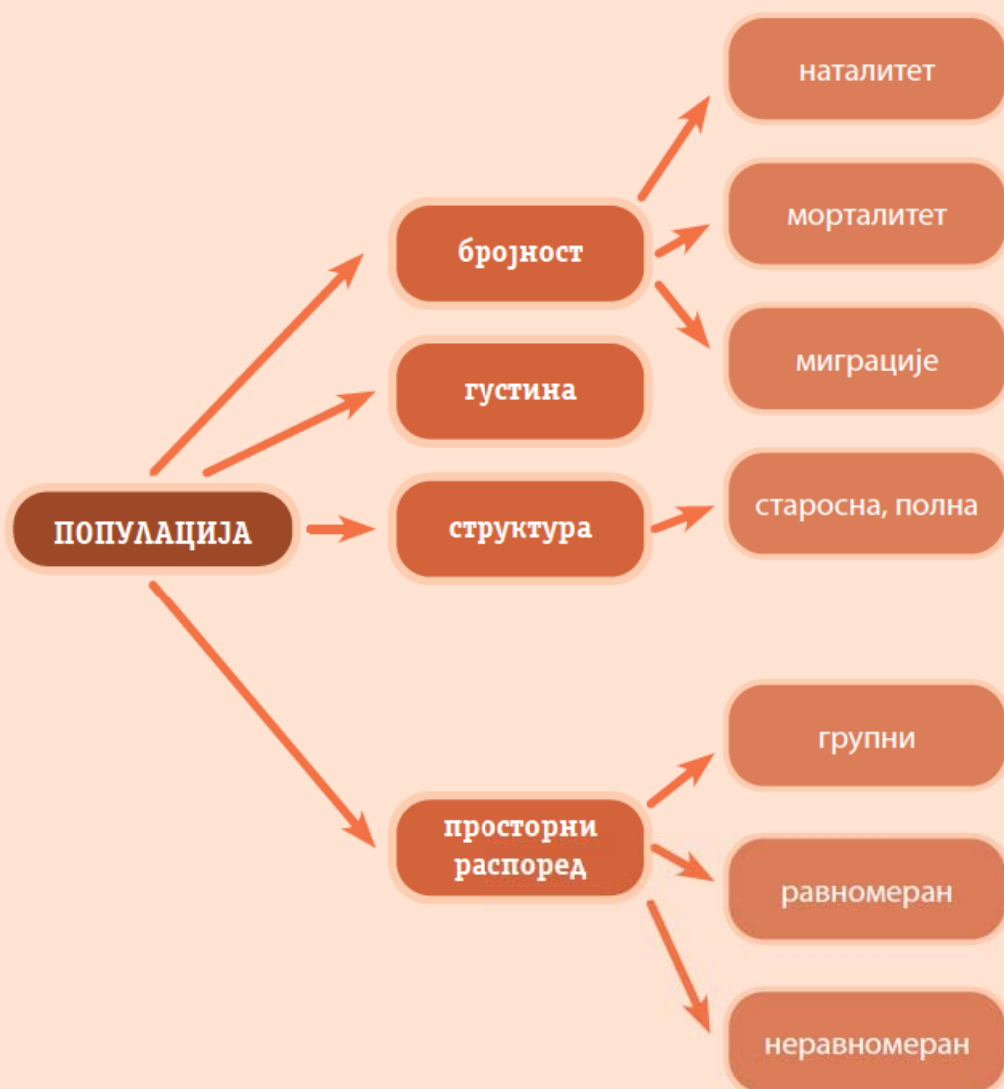 ПОПУЛАЦИЈА
бројност
наталитет
морталитет
миграције
густина
структура
старосна, полна
просторни
распоред
групни
равномеран
неравномеран